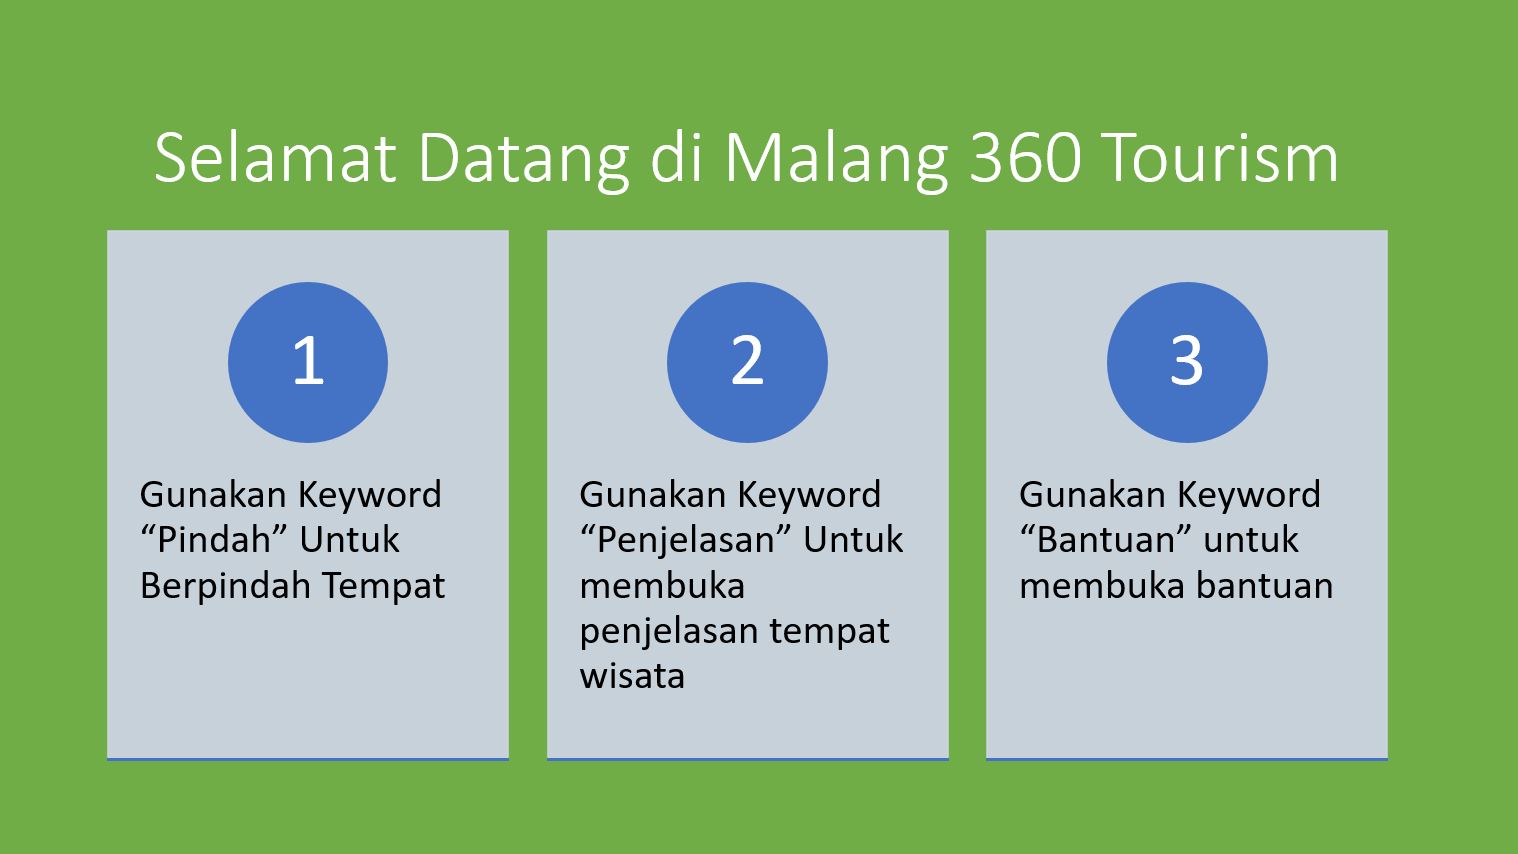 Selamat Datang di Malang 360 Tourism
1
Gunakan Keyword
“Pindah” Untuk
Berpindah Tempat
2
Gunakan Keyword
“Penjelasan” Untuk
membuka
penjelasan tempat
wisata
3
Gunakan Keyword
“Bantuan” untuk
membuka bantuan